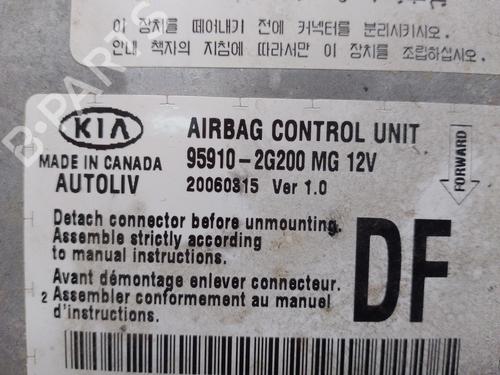 이 장치를 떼어내기 전에 커넥터를 분리시키시오.
안내 책자의 지침에 따라서만 이 장치를 조립하십시오.
KIA
AIRBAG CONTROL UNIT
MADE IN CANADA
95910-2G200 MG 12V
AUTOLIV
20060315 Ver 1.0
FORWARD
Detach connector before unmounting.
Assemble strictly according
to manual instructions.
DF
Avant démontage enlever connecteur.
2 Assembler conformement au manuel
d'instructions.
B-PARTS